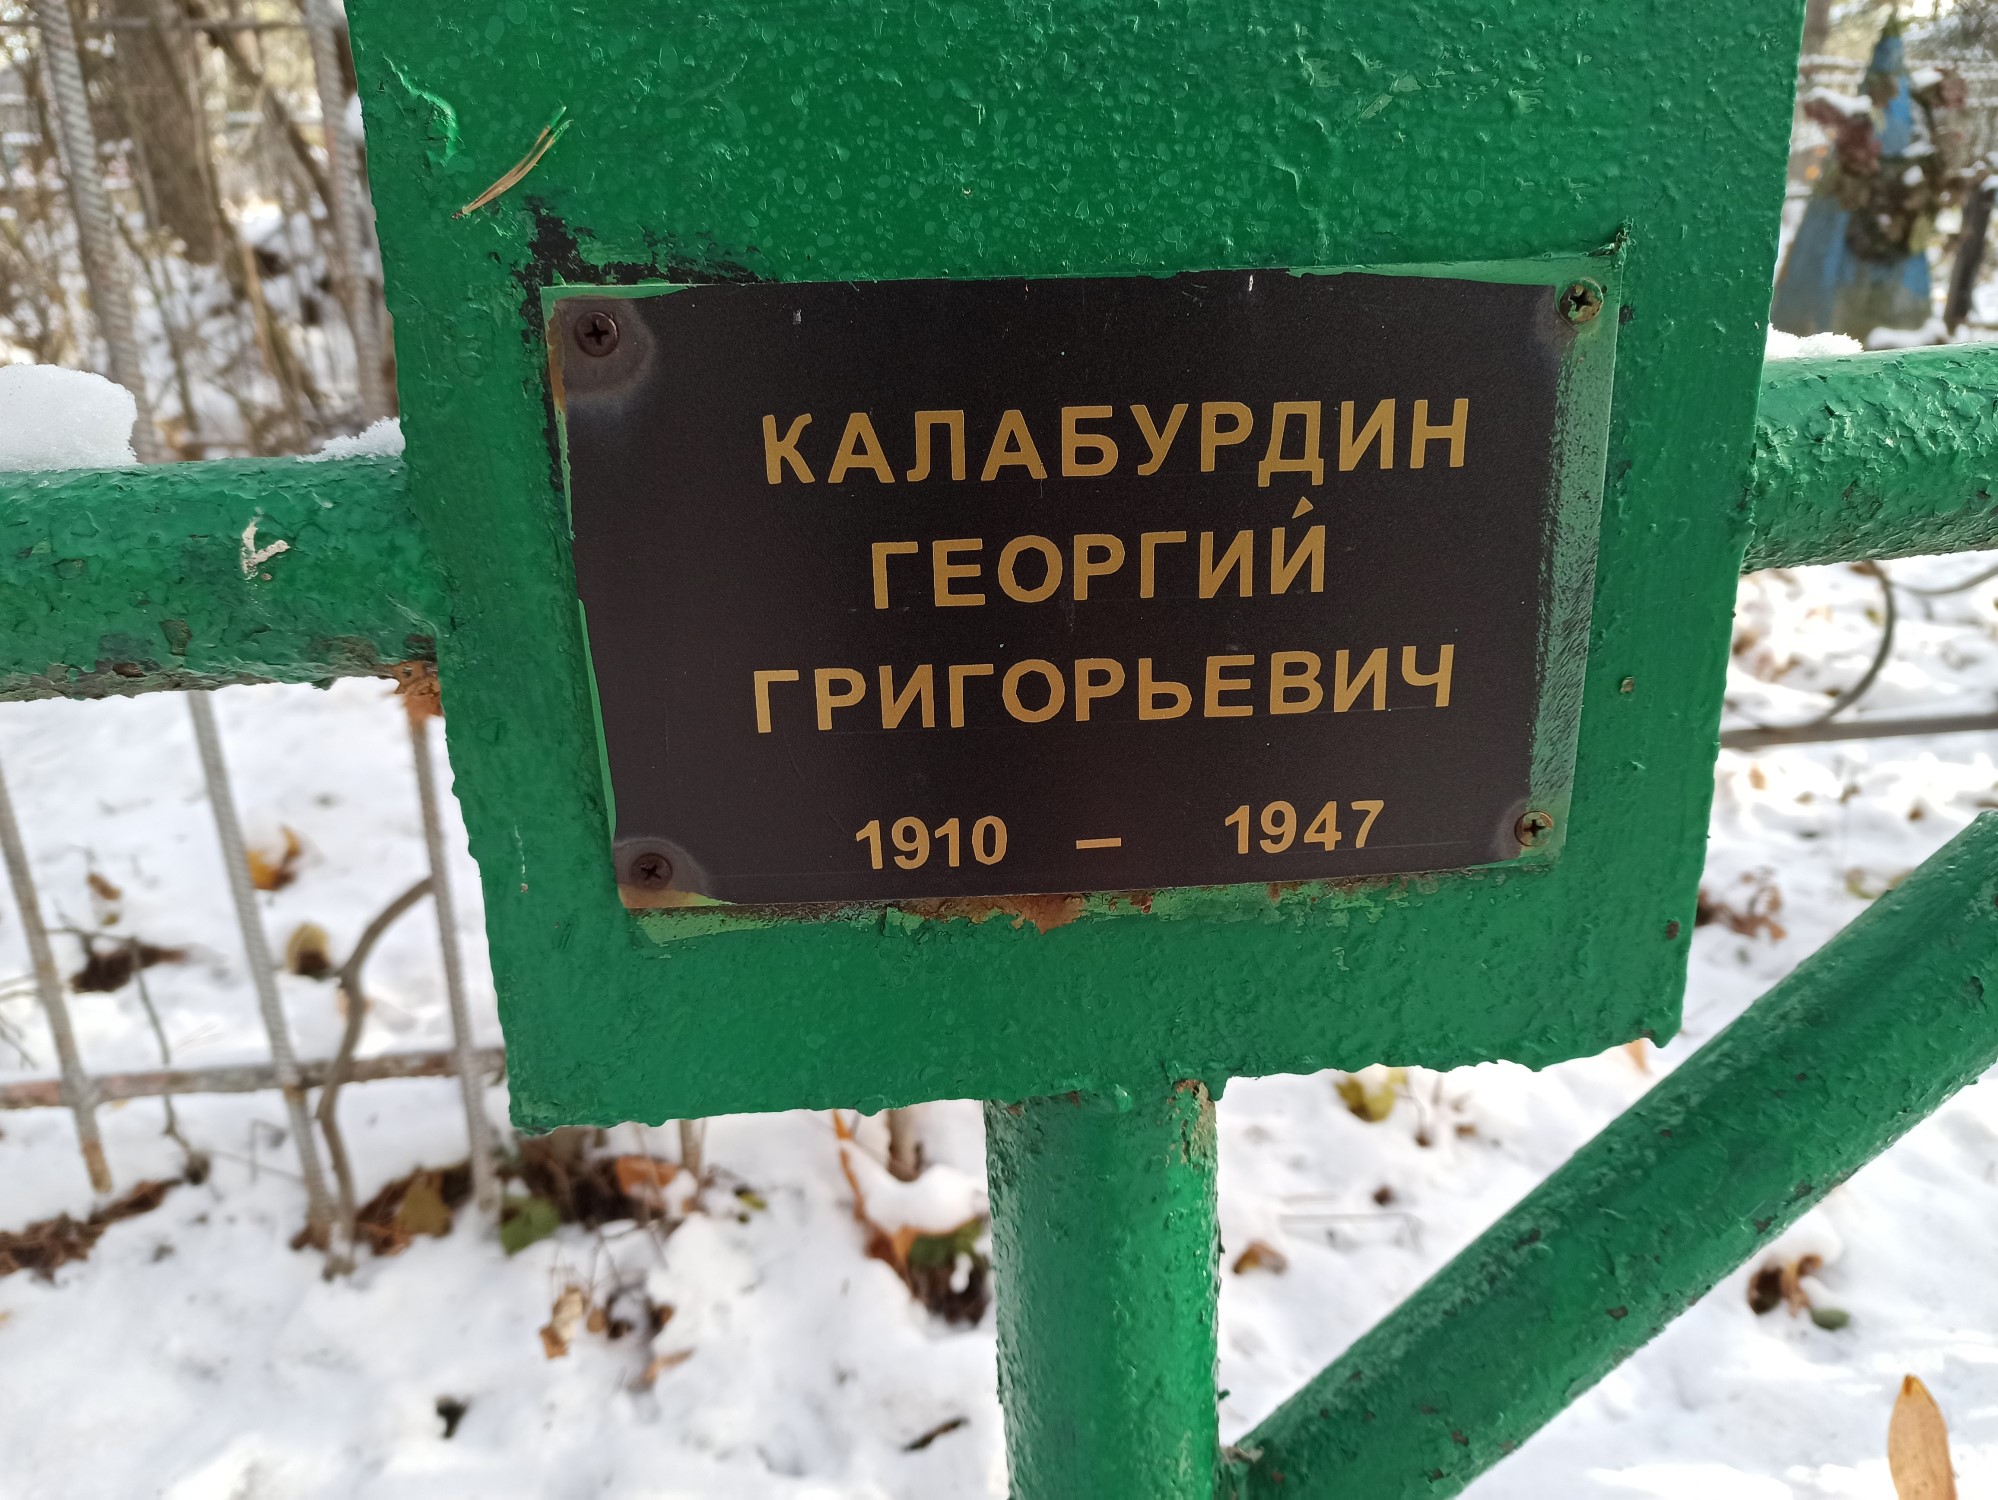 КАЛАБУРДИН
ГЕОРГИЙ
ГРИГОРЬЕВИЧ
1910 – 1947